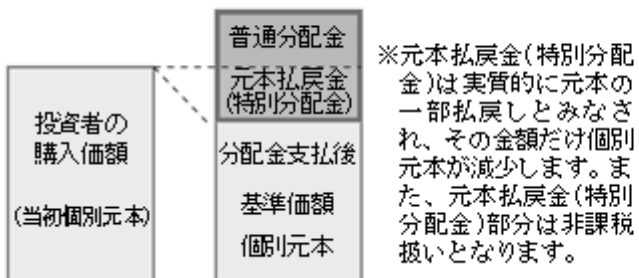 投資者の
購入価額
(当初個別元本)
普通分配金
元本払戻金
(特別分配金)
分配金支払後
基準価額
個別元本
※元本払戻金(特別分配
金)は実質的に元本の
一部払戻しとみなさ
れ、その金額だけ個別
元本が減少します。ま
た、元本払戻金(特別
分配金)部分は非課税
扱いとなります。